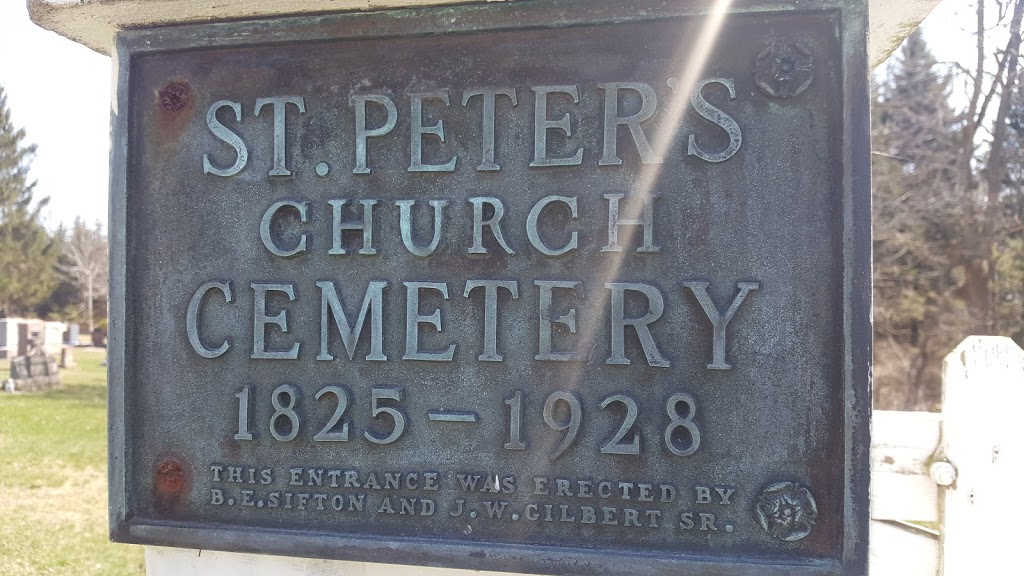 ST. PETER'S
CHURCH
CEMETERY
1825 – 1928
THIS ENTRANCE WAS ERECTED BY
B. E. SIFTON AND J. W. GILBERT SR.